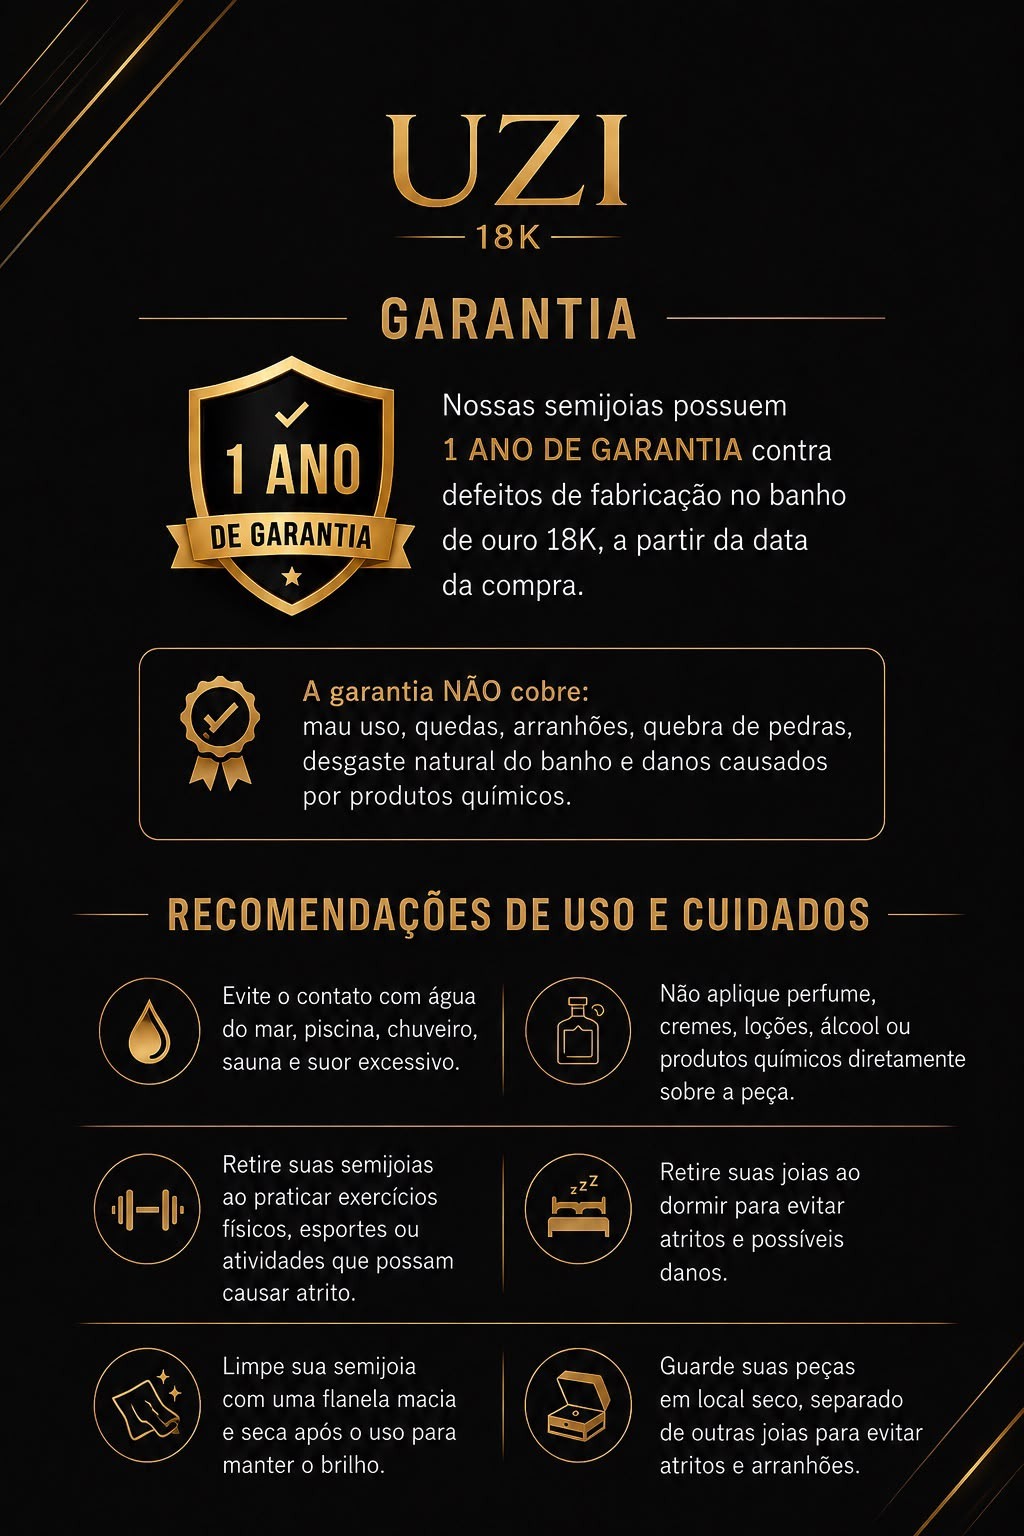 UZI
18K
GARANTIA
1 ANO
DE GARANTIA
Nossas semijoias possuem
1 ANO DE GARANTIA contra
defeitos de fabricação no banho
de ouro 18K, a partir da data
da compra.
A garantia NÃO cobre:
mau uso, quedas, arranhões, quebra de pedras,
desgaste natural do banho e danos causados
por produtos químicos.
RECOMENDAÇÕES DE USO E CUIDADOS
Evite o contato com água
do mar, piscina, chuveiro,
sauna e suor excessivo.
Não aplique perfume,
cremes, loções, álcool ou
produtos químicos diretamente
sobre a peça.
Retire suas semijoias
ao praticar exercícios
físicos, esportes ou
atividades que possam
causar atrito.
zzZ
Retire suas joias ao
dormir para evitar
atritos e possíveis
danos.
Limpe sua semijoia
com uma flanela macia
e seca após o uso para
manter o brilho.
Guarde suas peças
em local seco, separado
de outras joias para evitar
atritos e arranhões.